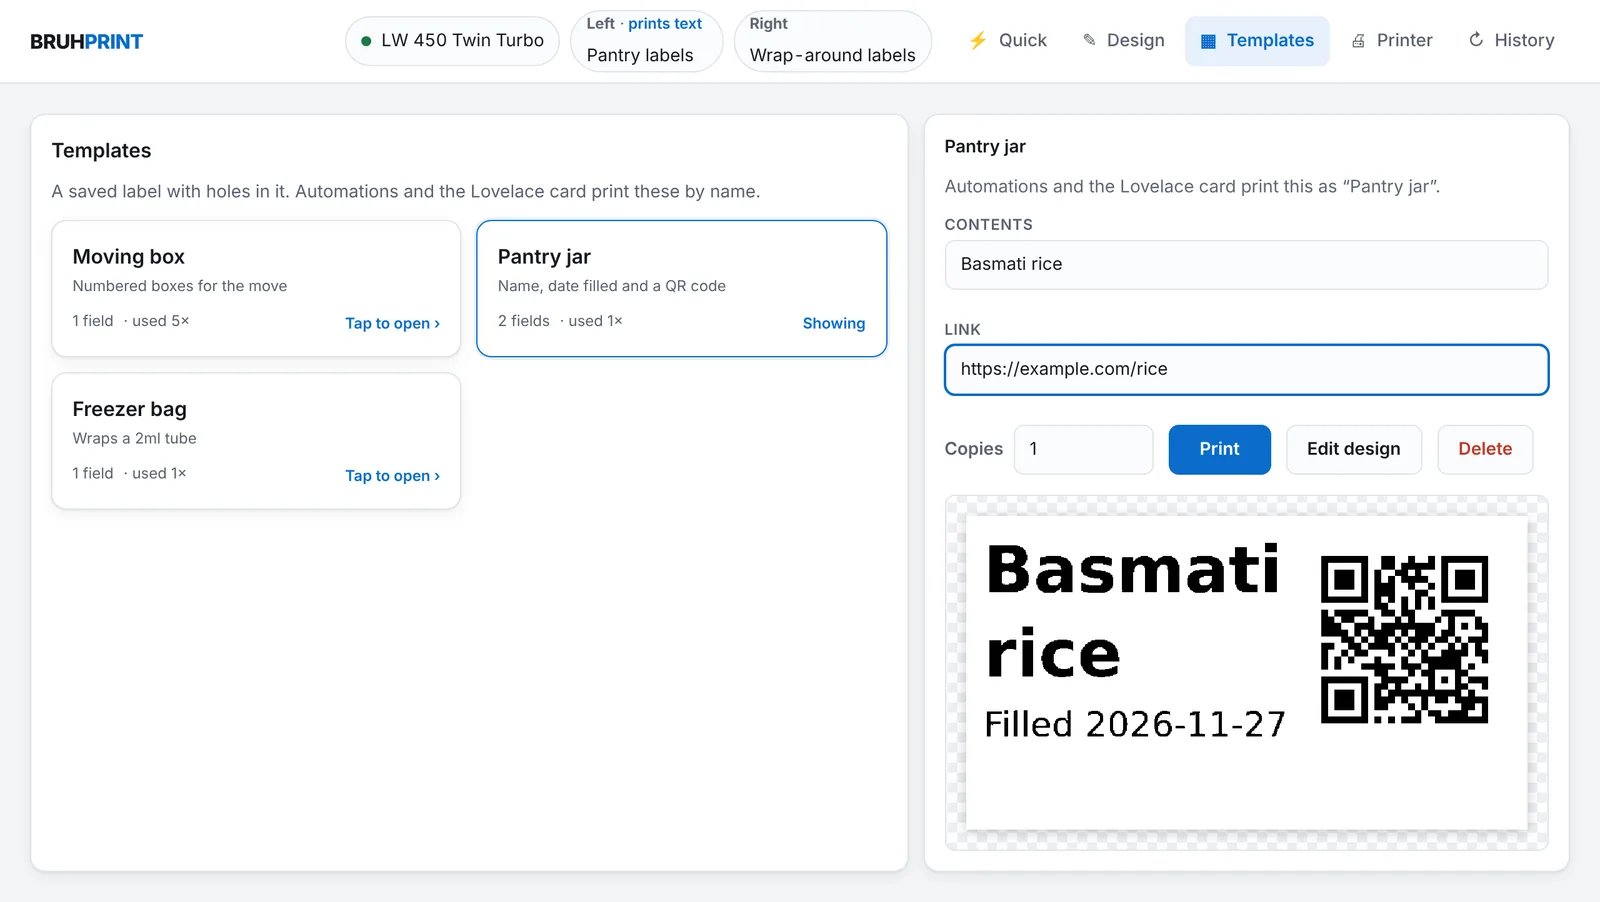 BRUHPRINT
LW 450 Twin Turbo
Left · prints text
Pantry labels
Right
Wrap-around labels
Quick
Design
Templates
Printer
History
Templates
A saved label with holes in it. Automations and the Lovelace card print these by name.
Moving box
Numbered boxes for the move
1 field · used 5×
Tap to open ›
Pantry jar
Name, date filled and a QR code
2 fields · used 1×
Showing
Freezer bag
Wraps a 2ml tube
1 field · used 1×
Tap to open ›
Pantry jar
Automations and the Lovelace card print this as “Pantry jar”.
CONTENTS
Basmati rice
LINK
https://example.com/rice
Copies 1 Print Edit design Delete
Basmati
rice
Filled 2026-11-27